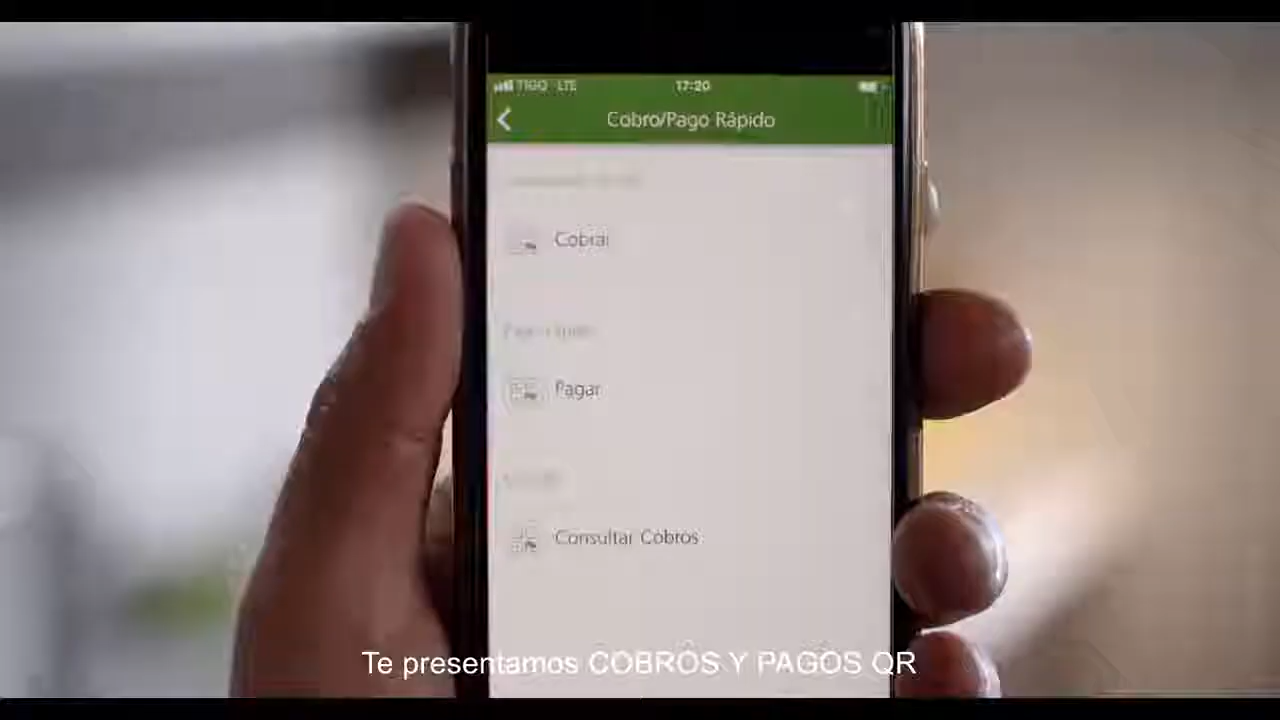 TIGO LTE 17:20
Cobro/Pago Rápido
Cobrar
Pagar
Consultar Cobros
Te presentamos COBROS Y PAGOS QR